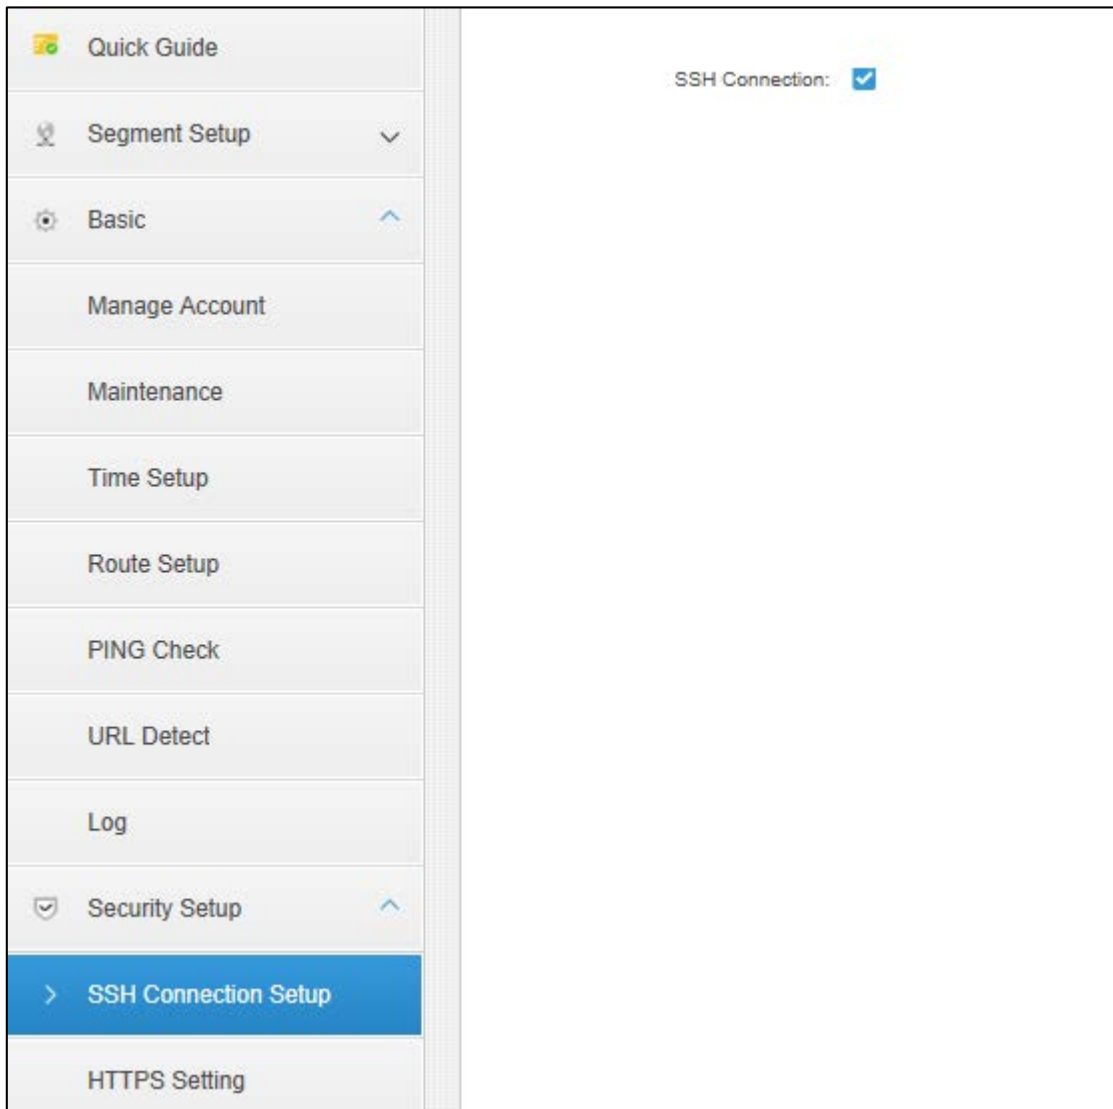 Quick Guide
SSH Connection:
Segment Setup
Basic
Manage Account
Maintenance
Time Setup
Route Setup
PING Check
URL Detect
Log
Security Setup
SSH Connection Setup
HTTPS Setting